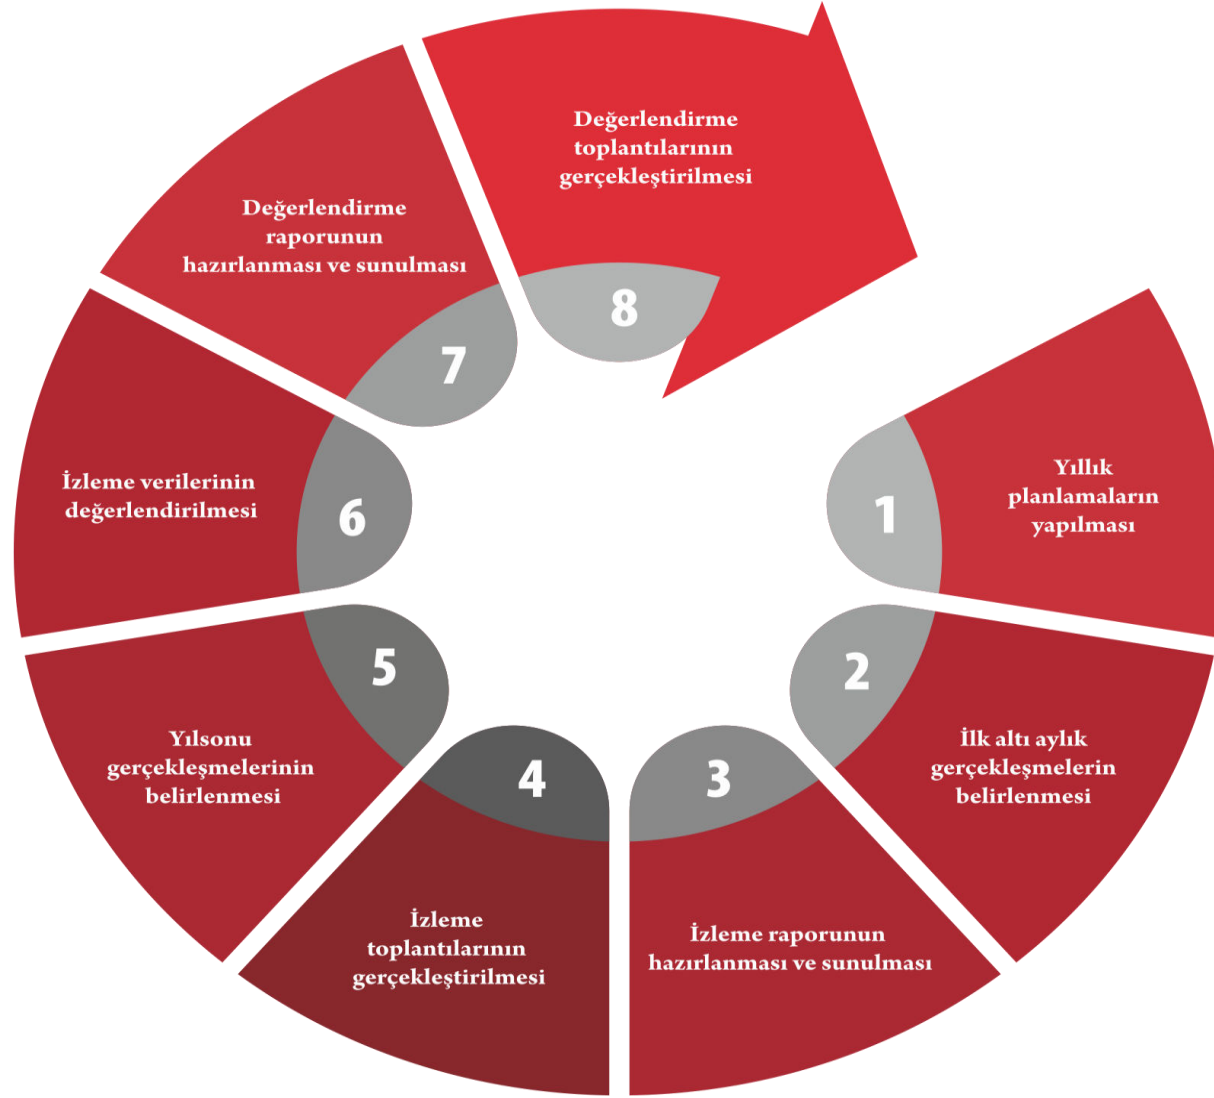 1
Yıllık
planlamaların
yapılması
2
İlk altı aylık
gerçekleşmelerin
belirlenmesi
3
İzleme raporunun
hazırlanması ve sunulması
4
İzleme
toplantılarının
gerçekleştirilmesi
5
Yılsonu
gerçekleşmelerinin
belirlenmesi
6
İzleme verilerinin
değerlendirilmesi
7
Değerlendirme
raporunun
hazırlanması ve sunulması
8
Değerlendirme
toplantılarının
gerçekleştirilmesi